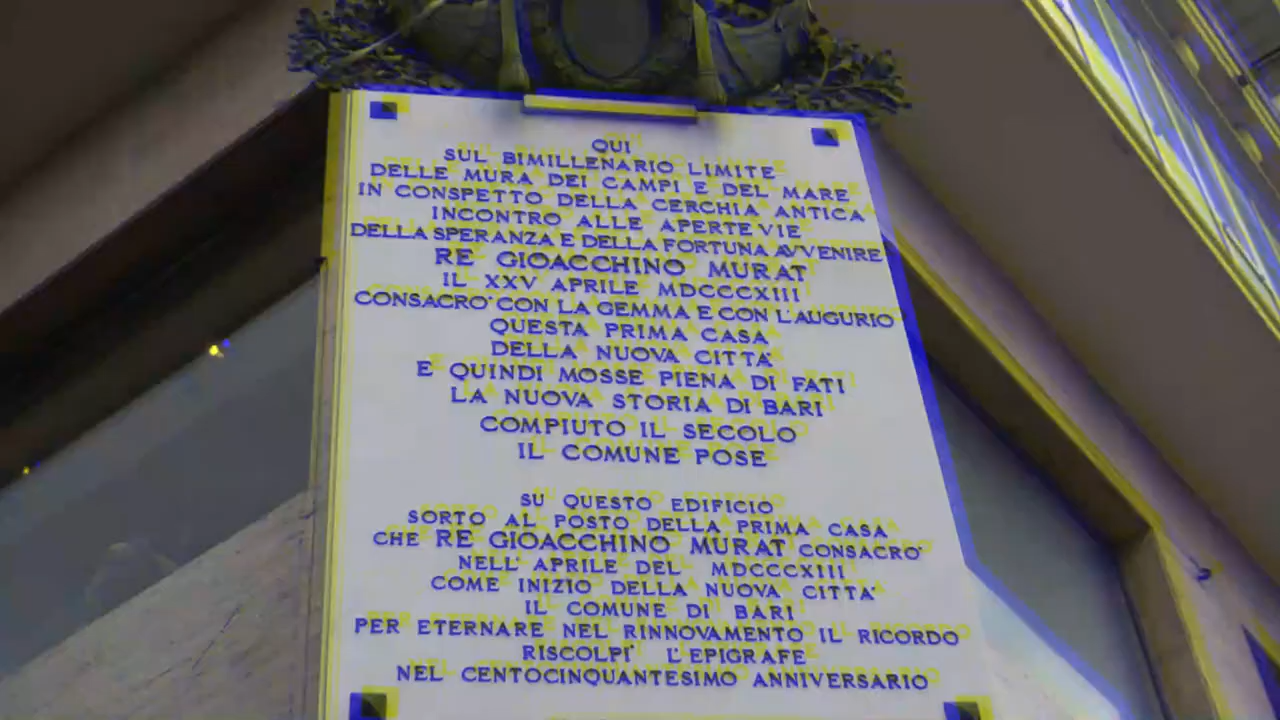 QUI
SUL BIMILLENARIO LIMITE
DELLE MURA DEI CAMPI E DEL MARE
IN CONSPETTO DELLA CERCHIA ANTICA
INCONTRO ALLE APERTE VIE
DELLA SPERANZA E DELLA FORTUNA AVVENIRE
RE GIOACCHINO MURAT
IL XXV APRILE MDCCCXIII
CONSACRO' CON LA GEMMA E CON L'AUGURIO
QUESTA PRIMA CASA
DELLA NUOVA CITTA'
E QUINDI MOSSE PIENA DI FATI
LA NUOVA STORIA DI BARI
COMPIUTO IL SECOLO
IL COMUNE POSE
SU QUESTO EDIFICIO
SORTO AL POSTO DELLA PRIMA CASA
CHE RE GIOACCHINO MURAT CONSACRO'
NELL' APRILE DEL MDCCCXIII
COME INIZIO DELLA NUOVA CITTA'
IL COMUNE DI BARI
PER ETERNARE NEL RINNOVAMENTO IL RICORDO
RISCOLPI' L'EPIGRAFE
NEL CENTOCINQUANTESIMO ANNIVERSARIO